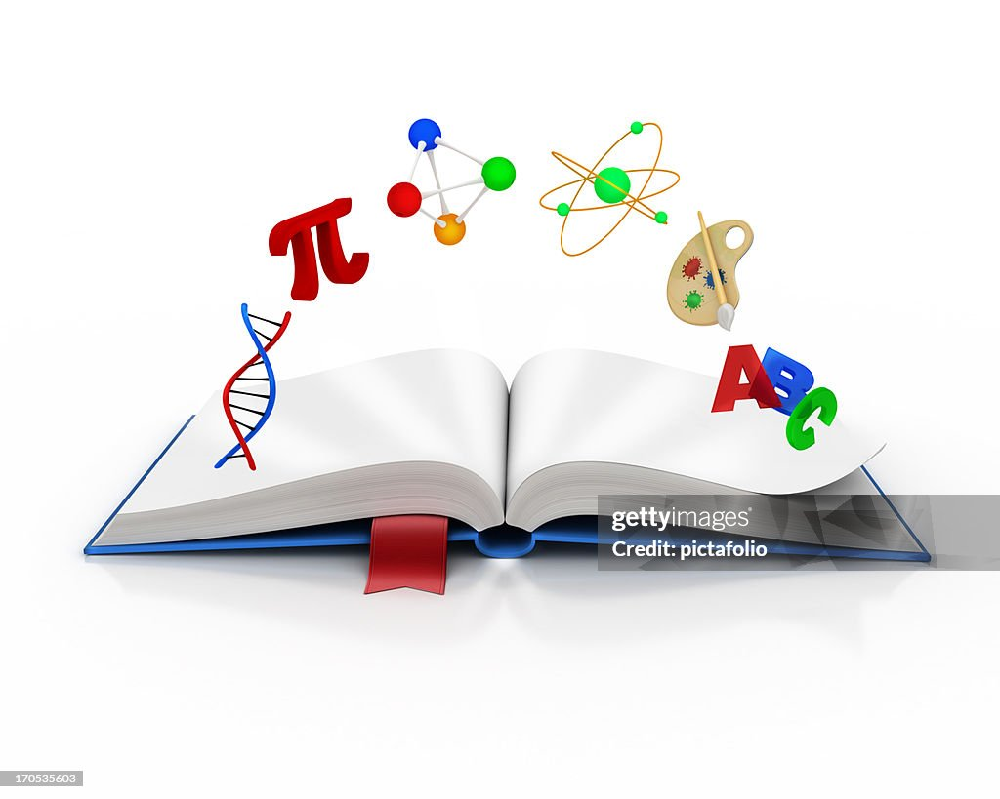 π
ABC
gettyimages®
Credit: pictafolio
170535603